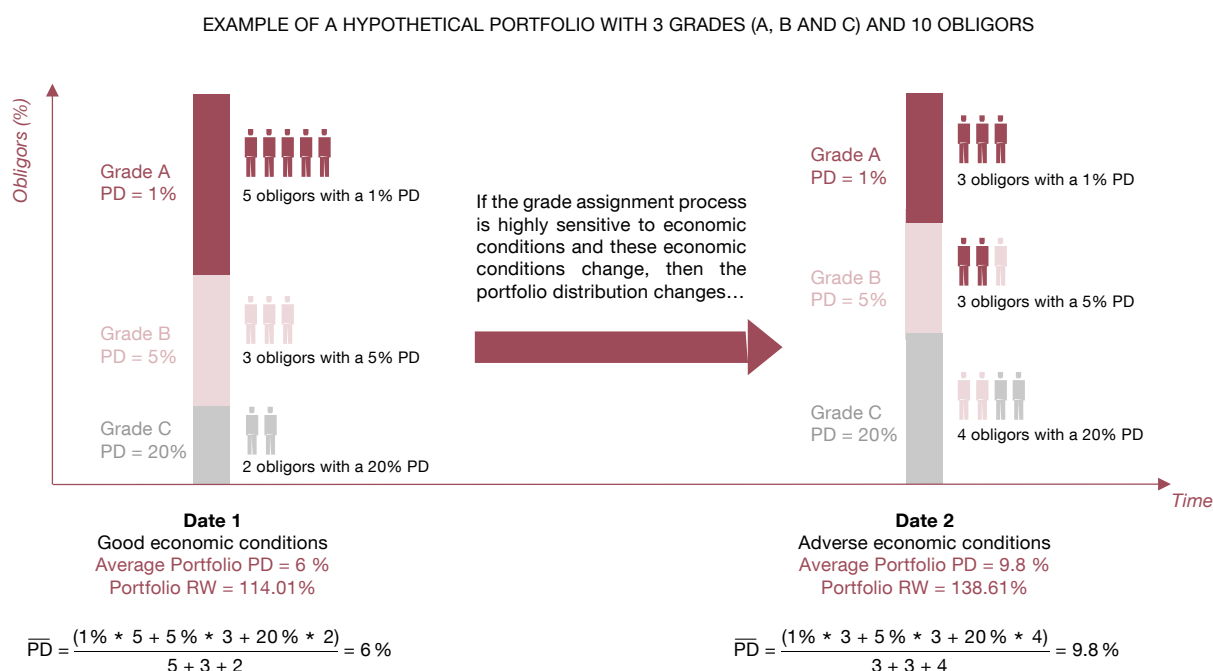 EXAMPLE OF A HYPOTHETICAL PORTFOLIO WITH 3 GRADES (A, B AND C) AND 10 OBLIGORS
Obligors (%)
Grade A
PD = 1%
5 obligors with a 1% PD
Grade B
PD = 5%
3 obligors with a 5% PD
Grade C
PD = 20%
2 obligors with a 20% PD
If the grade assignment process
is highly sensitive to economic
conditions and these economic
conditions change, then the
portfolio distribution changes…
Grade A
PD = 1%
3 obligors with a 1% PD
Grade B
PD = 5%
3 obligors with a 5% PD
Grade C
PD = 20%
4 obligors with a 20% PD
Time
Date 1
Good economic conditions
Average Portfolio PD = 6 %
Portfolio RW = 114.01%
P̅D̅ = (1% * 5 + 5% * 3 + 20% * 2) / 5 + 3 + 2 = 6 %
Date 2
Adverse economic conditions
Average Portfolio PD = 9.8 %
Portfolio RW = 138.61%
P̅D̅ = (1% * 3 + 5% * 3 + 20% * 4) / 3 + 3 + 4 = 9.8 %